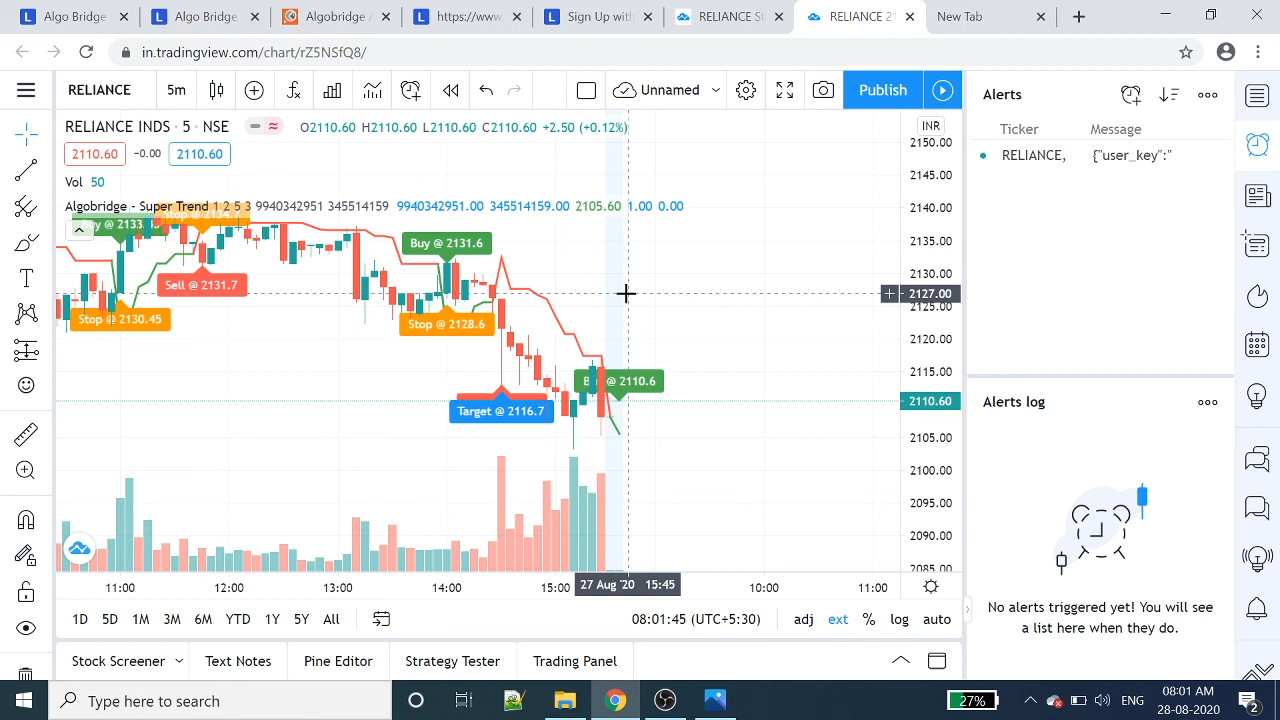 Algo Bridge
Algo Bridge
Algobridge A
https://www
Sign Up with
RELIANCE S
RELIANCE 2
New Tab
in.tradingview.com/chart/rZ5NSfQ8/
RELIANCE
5m
Unnamed
Publish
RELIANCE INDS · 5 · NSE
O2110.60 H2110.60 L2110.60 C2110.60 +2.50 (+0.12%)
INR
2110.60 −0.00 2110.60
Vol 50
Algobridge - Super Trend 1 2 5 3 9940342951 345514159 9940342951.00 345514159.00 2105.60 1.00 0.00
Stop @ 2134.7
Buy @ 2131.6
Sell @ 2131.7
Stop @ 2130.45
Stop @ 2128.6
@ 2110.6
Target @ 2116.7
2150.00
2145.00
2140.00
2135.00
2130.00
2127.00
2125.00
2120.00
2115.00
2110.60
2105.00
2100.00
2095.00
2090.00
2085.00
11:00
12:00
13:00
14:00
15:00
27 Aug '20 15:45
10:00
11:00
1D 5D 1M 3M 6M YTD 1Y 5Y All
08:01:45 (UTC+5:30)
adj ext % log auto
Stock Screener
Text Notes
Pine Editor
Strategy Tester
Trading Panel
Alerts
Ticker Message
RELIANCE, {"user_key":"
Alerts log
No alerts triggered yet! You will see
a list here when they do.
Type here to search
27%
ENG
08:01 AM
28-08-2020
2